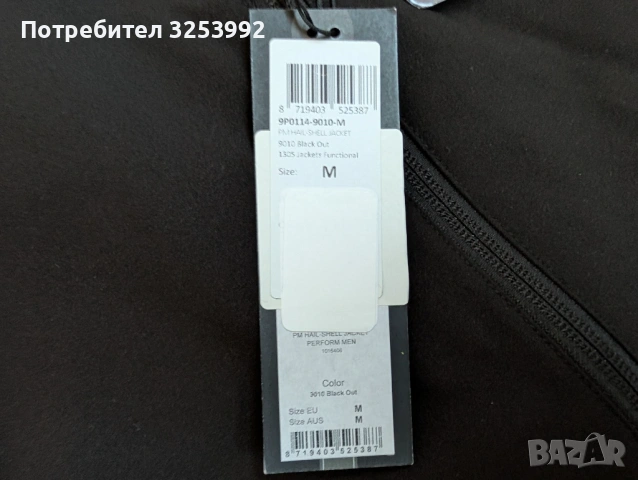 Потребител 3253992
8 719403 525387
9P0114-9010-M
PM HAIL-SHELL JACKET
9010 Black Out
1305 Jackets Functional
Size: M
PM HAIL-SHELL JACKET
PERFORM MEN
Color
9010 Black Out
Size EU M
Size AUS M
8 719403 525387
BAZAR